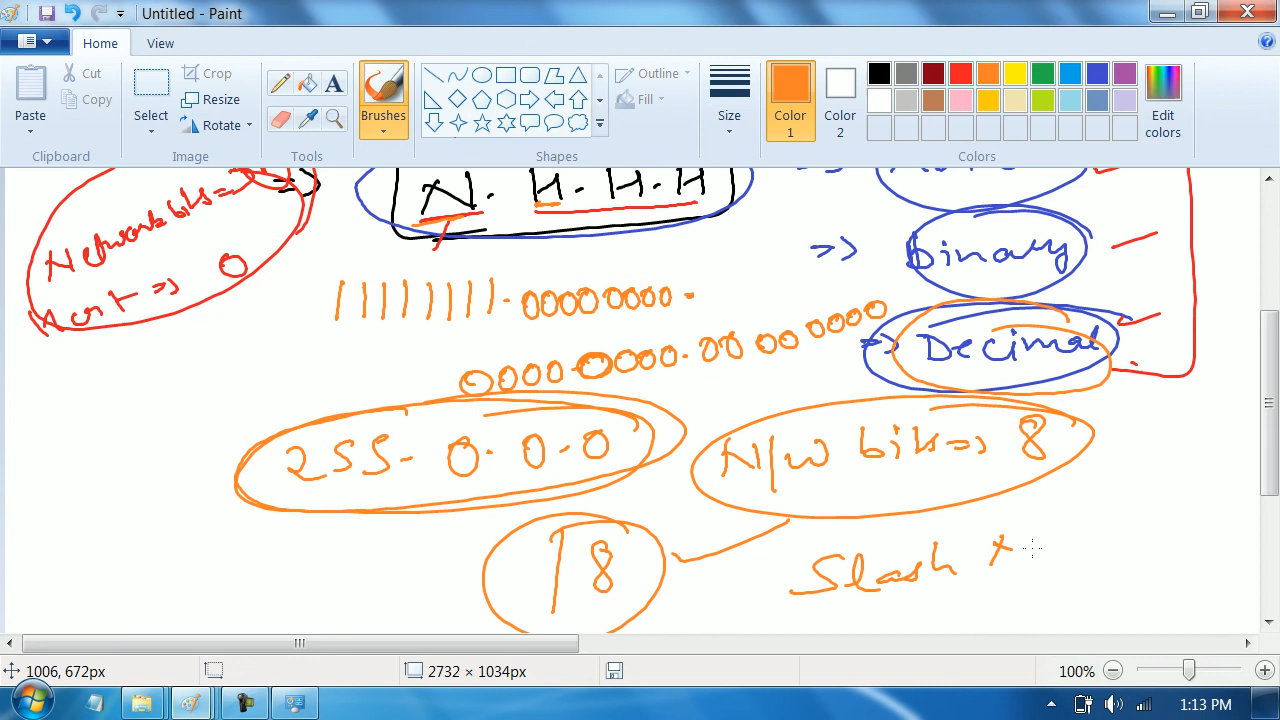 Untitled - Paint
Home View
Cut
Copy
Paste
Clipboard
Select
Crop
Resize
Rotate
Image
Tools
Brushes
Outline
Fill
Shapes
Size
Color 1
Color 2
Edit colors
Colors
N. H. H. H
Network bits =>
Host => 0
=> Binary
11111111.00000000.
00000000.00000000
=> Decimal
255.0.0.0
N/W bits => 8
/8
Slash
1006, 672px
2732 × 1034px
100%
1:13 PM